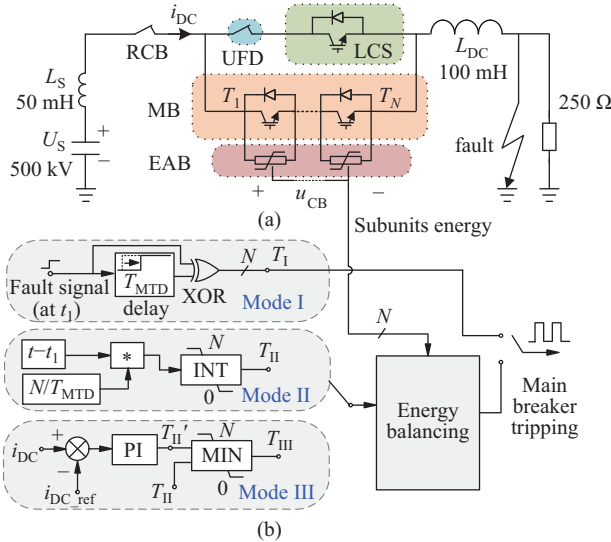 i_DC
RCB
UFD
LCS
L_DC
100 mH
L_S
50 mH
MB
T_1
T_N
250 Ω
U_S
+
−
500 kV
EAB
fault
+
u_CB
−
(a)
Subunits energy
Fault signal
(at t_1)
T_MTD
delay
XOR
N
T_I
Mode I
N
t−t_1
*
N/T_MTD
N
INT
0
T_II
Mode II
Energy
balancing
Main
breaker
tripping
i_DC
+
−
PI
T_II′
N
MIN
0
T_III
T_II
i_DC_ref
Mode III
(b)